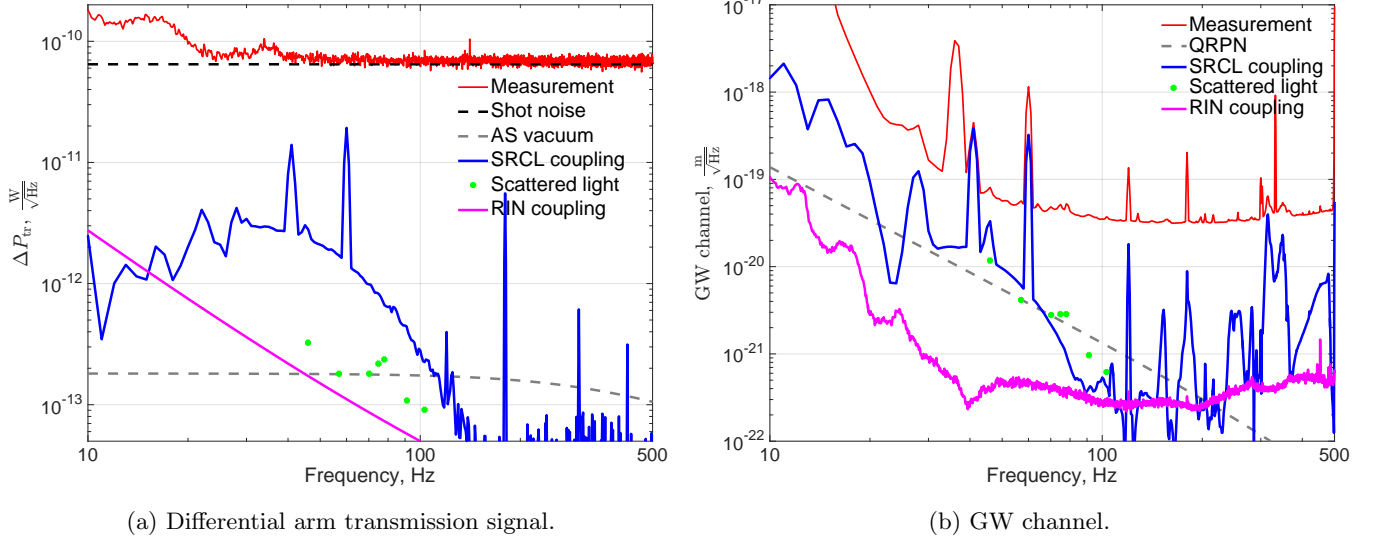 10^{-10}
10^{-11}
10^{-12}
10^{-13}
ΔP_{tr}, W/√Hz
Measurement
Shot noise
AS vacuum
SRCL coupling
Scattered light
RIN coupling
10 100 500
Frequency, Hz
(a) Differential arm transmission signal.
10^{-17}
10^{-18}
10^{-19}
10^{-20}
10^{-21}
10^{-22}
GW channel, m/√Hz
Measurement
QRPN
SRCL coupling
Scattered light
RIN coupling
10 100 500
Frequency, Hz
(b) GW channel.